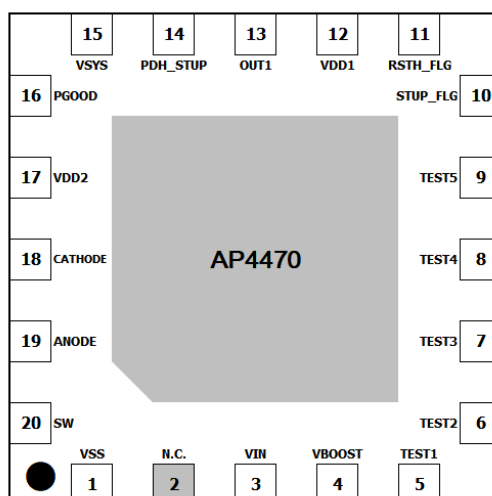 15 14 13 12 11
VSYS PDH_STUP OUT1 VDD1 RSTH_FLG
16 PGOOD STUP_FLG 10
17 VDD2 TEST5 9
18 CATHODE AP4470 TEST4 8
19 ANODE TEST3 7
20 SW TEST2 6
VSS N.C. VIN VBOOST TEST1
1 2 3 4 5